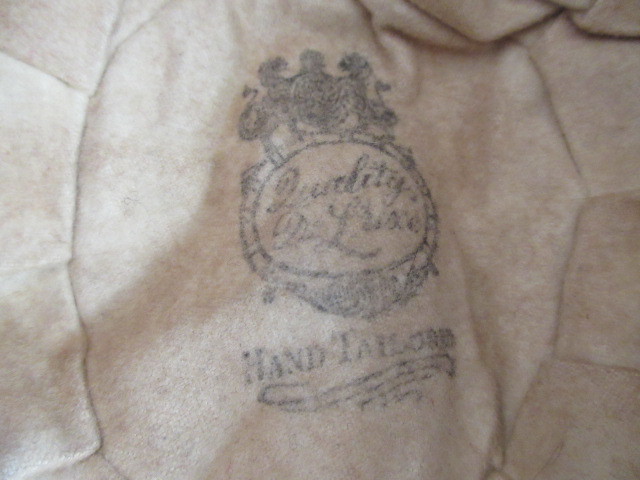 Quality
De Luxe
HAND TAILORED